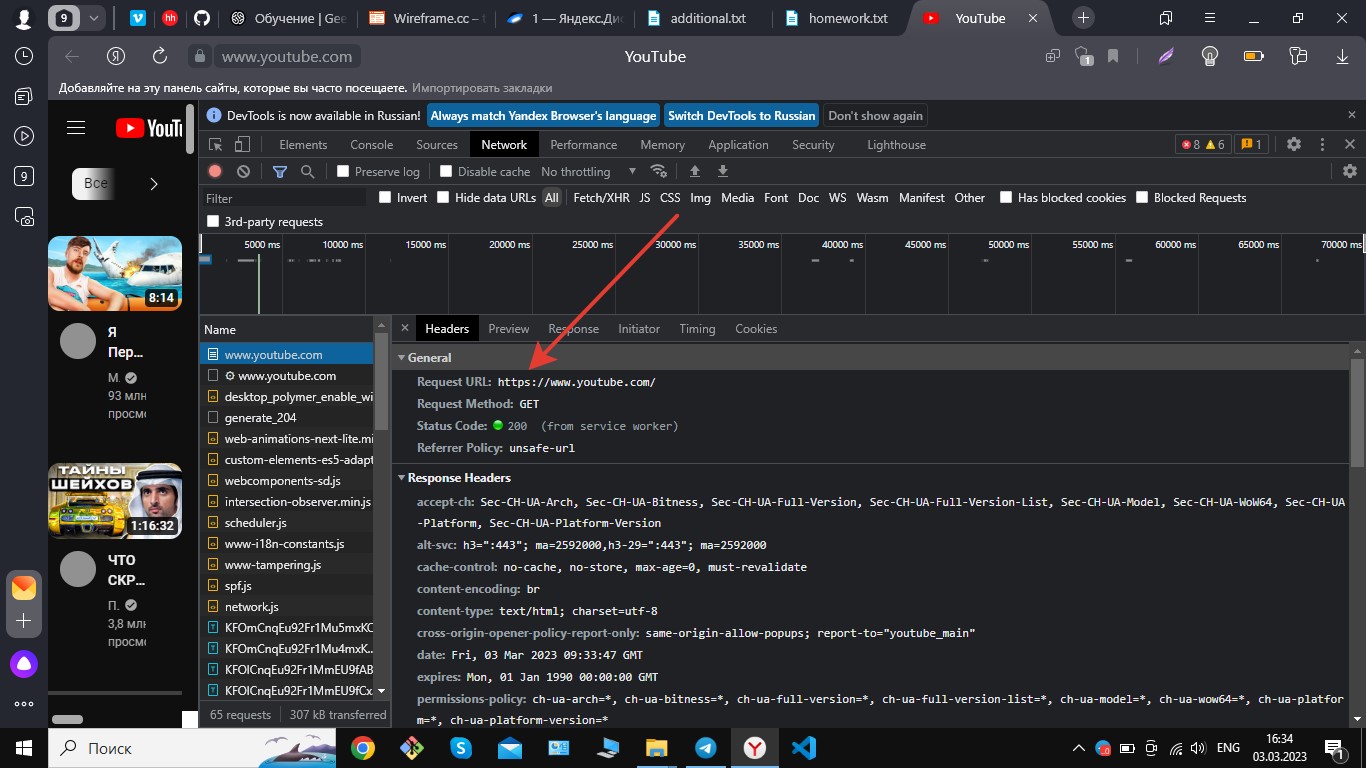 9
Обучение | Gee
Wireframe.cc – т
1 — Яндекс.Дис
additional.txt
homework.txt
YouTube
www.youtube.com
YouTube
1
Добавляйте на эту панель сайты, которые вы часто посещаете. Импортировать закладки
DevTools is now available in Russian! Always match Yandex Browser's language Switch DevTools to Russian Don't show again
Elements Console Sources Network Performance Memory Application Security Lighthouse 8 6 1
Preserve log Disable cache No throttling
Filter Invert Hide data URLs All Fetch/XHR JS CSS Img Media Font Doc WS Wasm Manifest Other Has blocked cookies Blocked Requests
3rd-party requests
5000 ms 10000 ms 15000 ms 20000 ms 25000 ms 30000 ms 35000 ms 40000 ms 45000 ms 50000 ms 55000 ms 60000 ms 65000 ms 70000 ms
9
Все
8:14
Я
Пер…
М.
93 млн
просмо
ТАЙНЫ
ШЕЙХОВ
1:16:32
ЧТО
СКР…
П.
3,8 млн
просмо
Name
www.youtube.com
www.youtube.com
desktop_polymer_enable_wi
generate_204
web-animations-next-lite.mi
custom-elements-es5-adapt
webcomponents-sd.js
intersection-observer.min.js
scheduler.js
www-i18n-constants.js
www-tampering.js
spf.js
network.js
KFOmCnqEu92Fr1Mu5mxKC
KFOmCnqEu92Fr1Mu4mxK..
KFOlCnqEu92Fr1MmEU9fAB
KFOlCnqEu92Fr1MmEU9fCx
65 requests 307 kB transferred
Headers Preview Response Initiator Timing Cookies
General
Request URL: https://www.youtube.com/
Request Method: GET
Status Code: 200 (from service worker)
Referrer Policy: unsafe-url
Response Headers
accept-ch: Sec-CH-UA-Arch, Sec-CH-UA-Bitness, Sec-CH-UA-Full-Version, Sec-CH-UA-Full-Version-List, Sec-CH-UA-Model, Sec-CH-UA-WoW64, Sec-CH-UA
-Platform, Sec-CH-UA-Platform-Version
alt-svc: h3=":443"; ma=2592000,h3-29=":443"; ma=2592000
cache-control: no-cache, no-store, max-age=0, must-revalidate
content-encoding: br
content-type: text/html; charset=utf-8
cross-origin-opener-policy-report-only: same-origin-allow-popups; report-to="youtube_main"
date: Fri, 03 Mar 2023 09:33:47 GMT
expires: Mon, 01 Jan 1990 00:00:00 GMT
permissions-policy: ch-ua-arch=*, ch-ua-bitness=*, ch-ua-full-version=*, ch-ua-full-version-list=*, ch-ua-model=*, ch-ua-wow64=*, ch-ua-platfor
m=*, ch-ua-platform-version=*
Поиск
ENG
16:34
03.03.2023
1